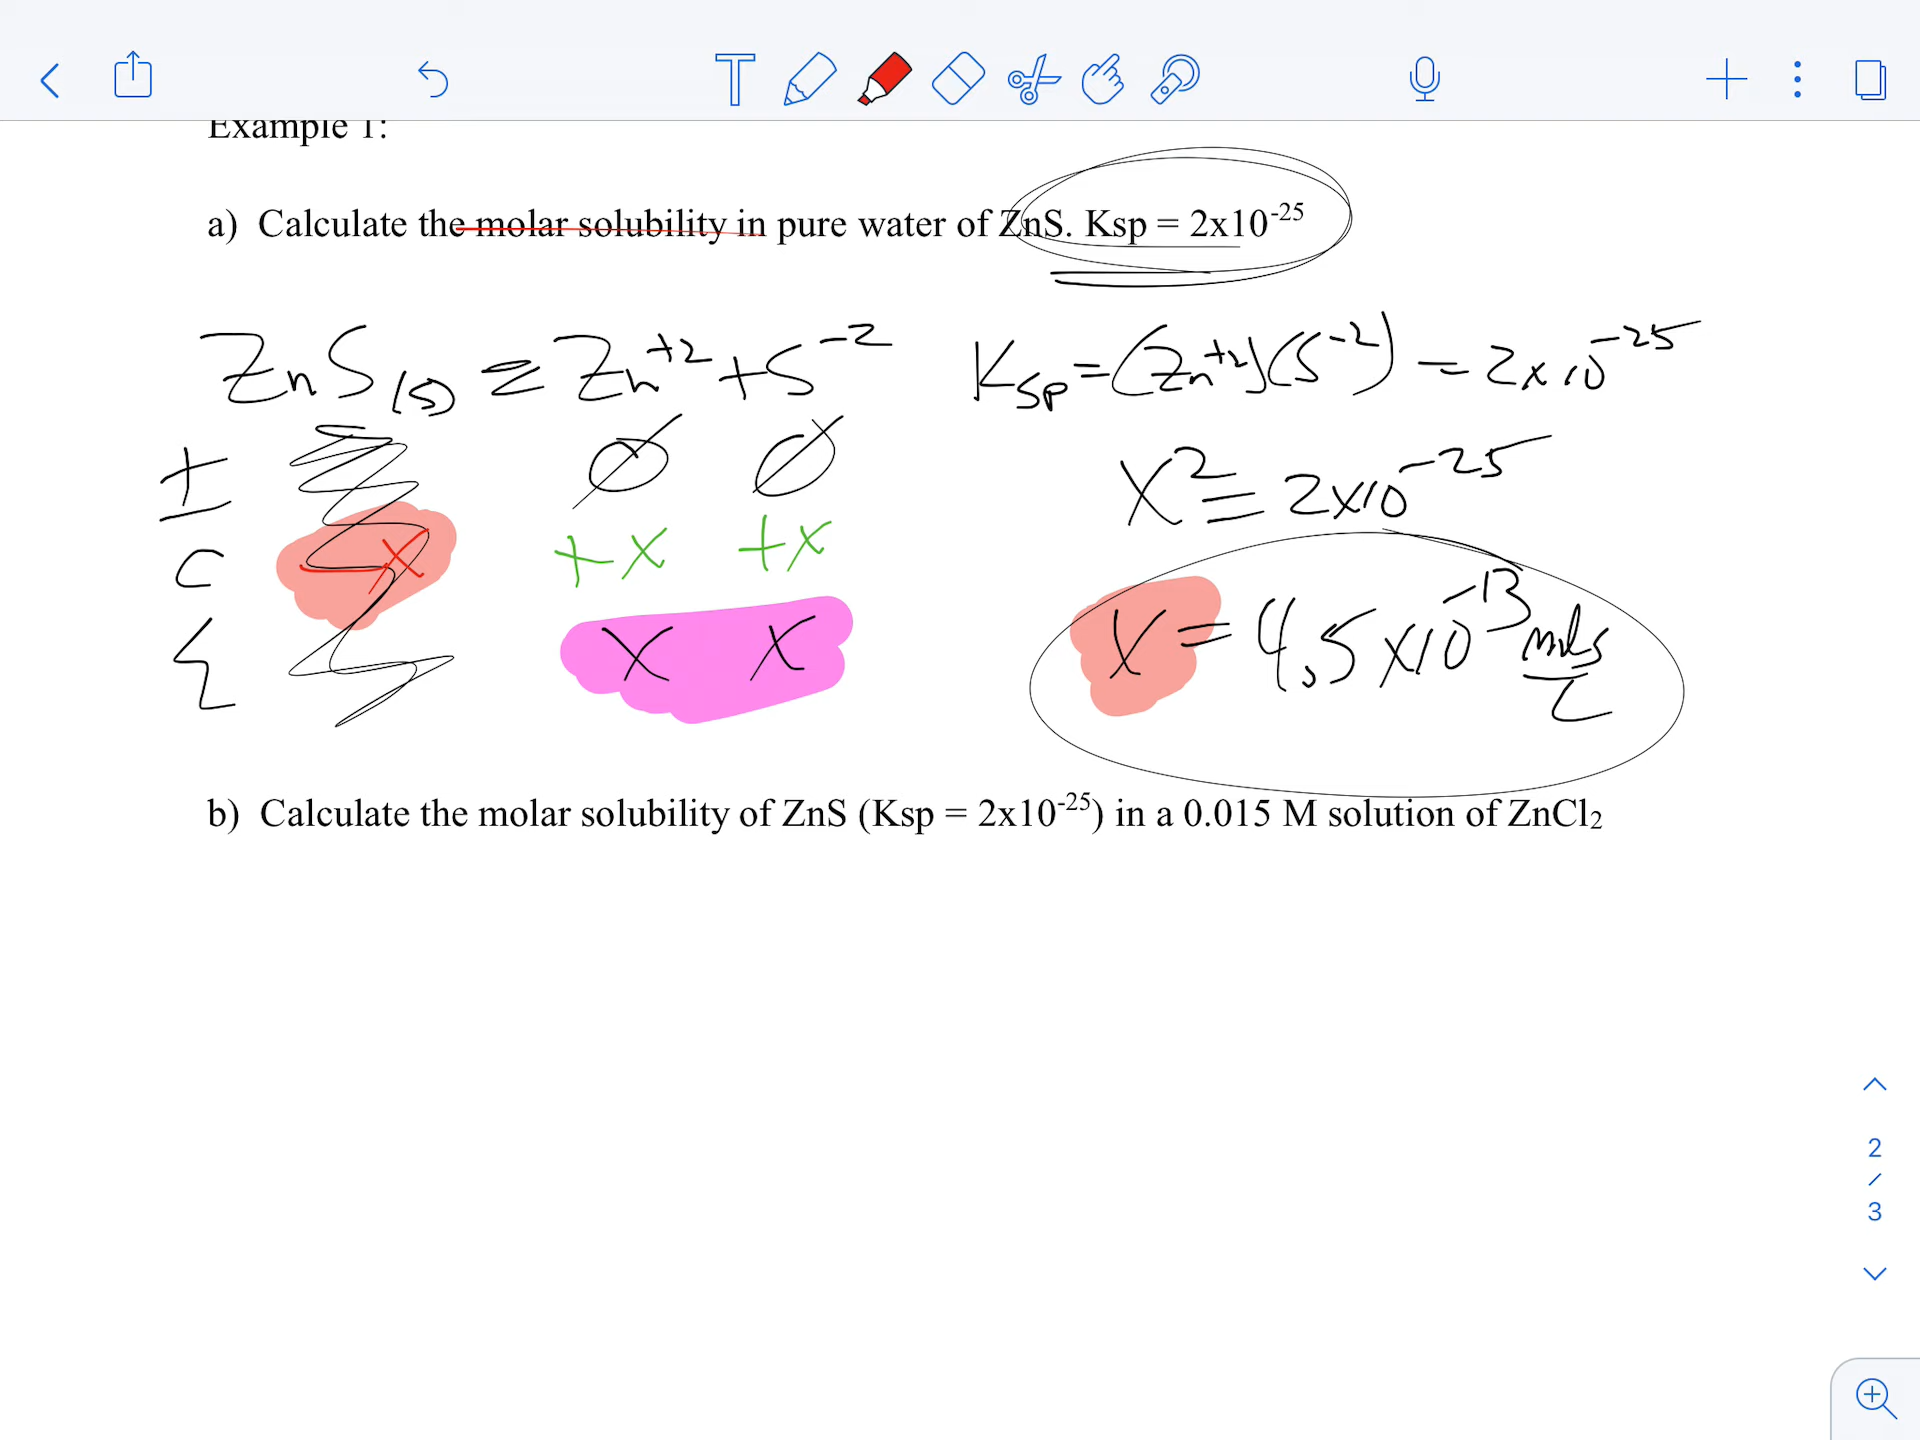 Example 1:
a) Calculate the molar solubility in pure water of ZnS. Ksp = 2x10⁻²⁵
ZnS(s) ⇌ Zn⁺² + S⁻² Ksp = (Zn⁺²)(S⁻²) = 2x10⁻²⁵
I Ø Ø
X² = 2x10⁻²⁵
C -X +X +X
E X X
X = 4.5x10⁻¹³ mols/L
b) Calculate the molar solubility of ZnS (Ksp = 2x10⁻²⁵) in a 0.015 M solution of ZnCl₂
2
/
3